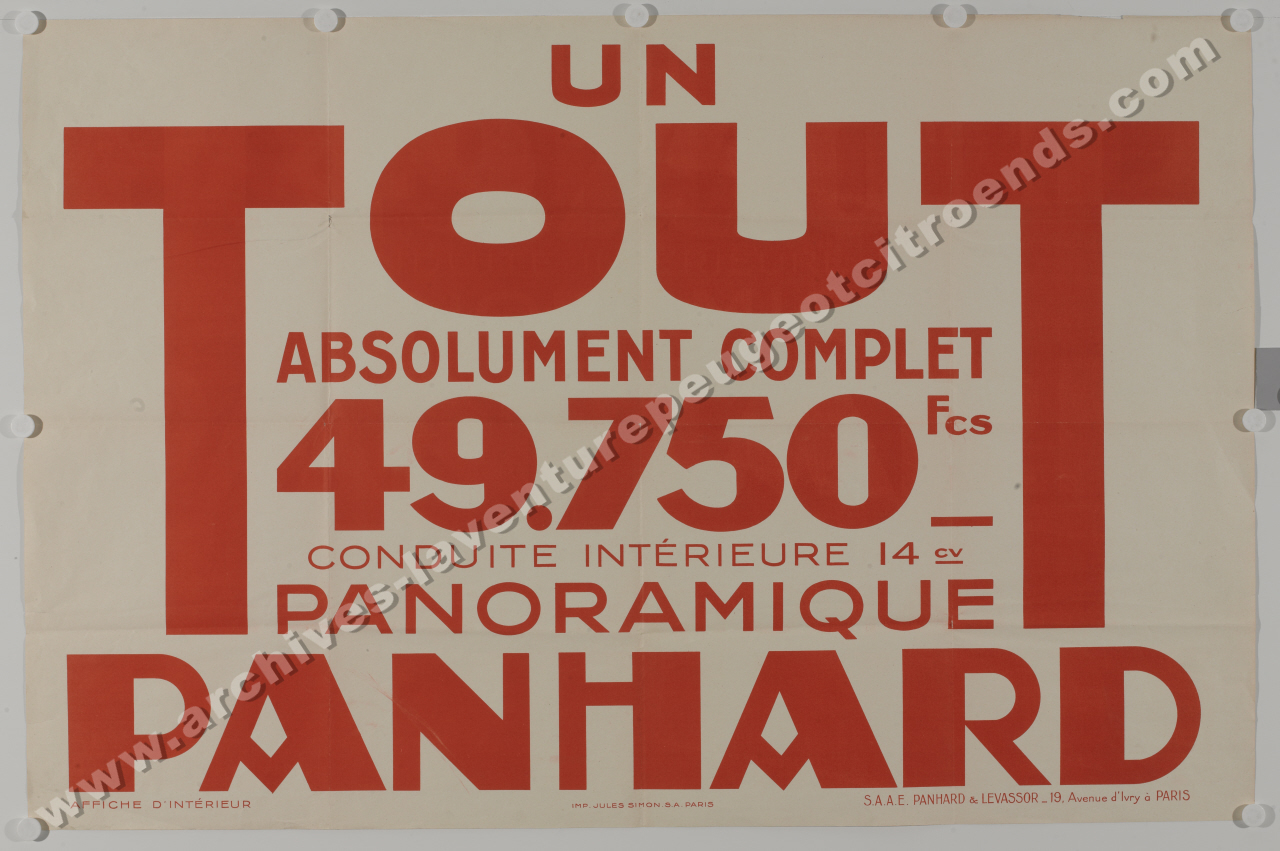 UN
TOUT
ABSOLUMENT COMPLET
49.750 Fcs
CONDUITE INTÉRIEURE 14 CV
PANORAMIQUE
PANHARD
AFFICHE D'INTÉRIEUR
IMP. JULES SIMON S.A. PARIS
S.A.A.E. PANHARD & LEVASSOR _ 19, Avenue d'Ivry à PARIS
www.archives-laventurepeugeotcitroends.com